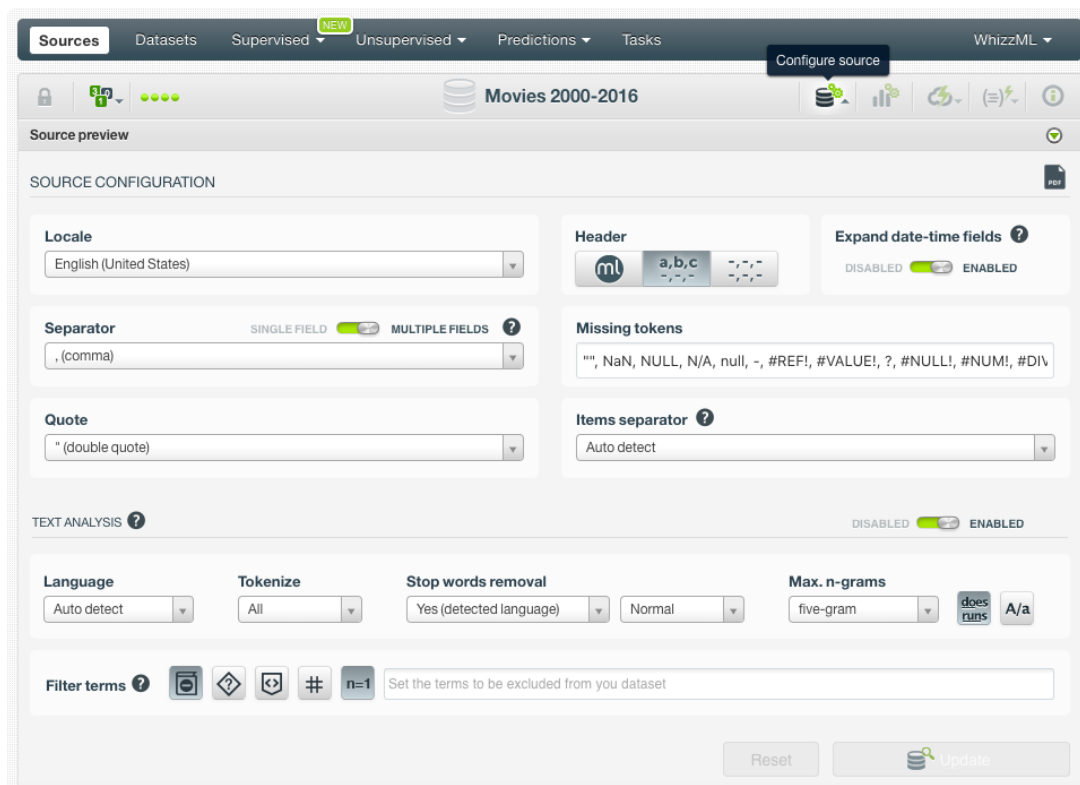 NEW
Sources Datasets Supervised Unsupervised Predictions Tasks WhizzML
Configure source
Movies 2000-2016
Source preview
SOURCE CONFIGURATION
PDF
Locale
English (United States)
Header
ml
a,b,c
-,-,-
-,-,-
-,-,-
Expand date-time fields ?
DISABLED ENABLED
Separator SINGLE FIELD MULTIPLE FIELDS ?
, (comma)
Missing tokens
"", NaN, NULL, N/A, null, -, #REF!, #VALUE!, ?, #NULL!, #NUM!, #DIV
Quote
" (double quote)
Items separator ?
Auto detect
TEXT ANALYSIS ? DISABLED ENABLED
Language Tokenize Stop words removal Max. n-grams
Auto detect All Yes (detected language) Normal five-gram
does
runs
A/a
Filter terms ? ? <> # n=1 Set the terms to be excluded from you dataset
Reset Update